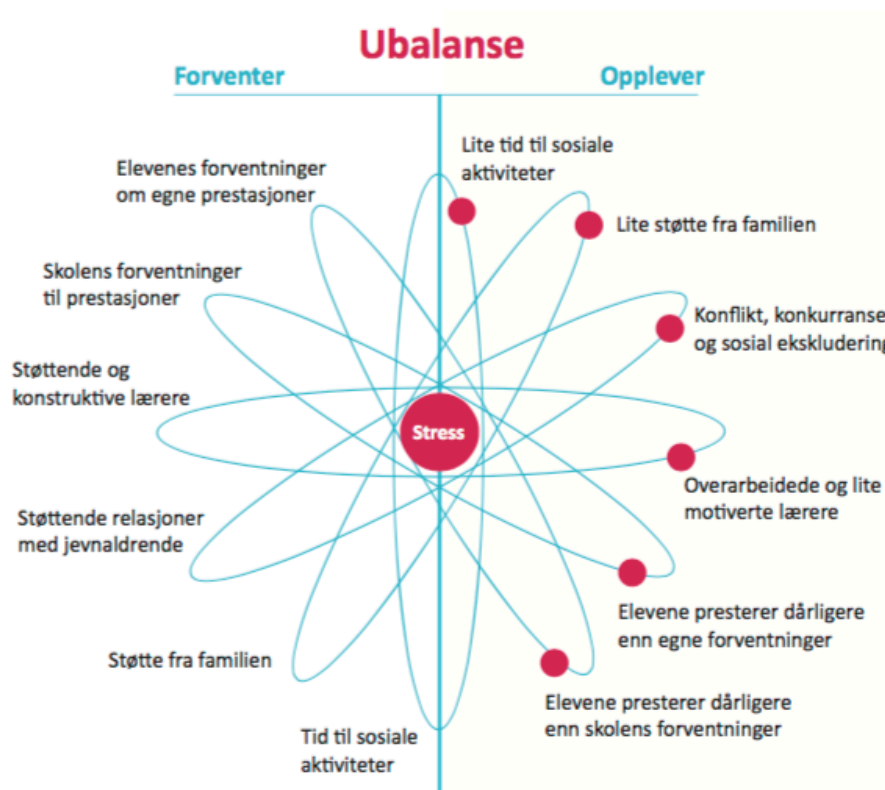 Ubalanse
Forventer
Opplever
Elevenes forventninger
om egne prestasjoner
Skolens forventninger
til prestasjoner
Støttende og
konstruktive lærere
Støttende relasjoner
med jevnaldrende
Støtte fra familien
Tid til sosiale
aktiviteter
Stress
Lite tid til sosiale
aktiviteter
Lite støtte fra familien
Konflikt, konkurranse
og sosial ekskludering
Overarbeidede og lite
motiverte lærere
Elevene presterer dårligere
enn egne forventninger
Elevene presterer dårligere
enn skolens forventninger